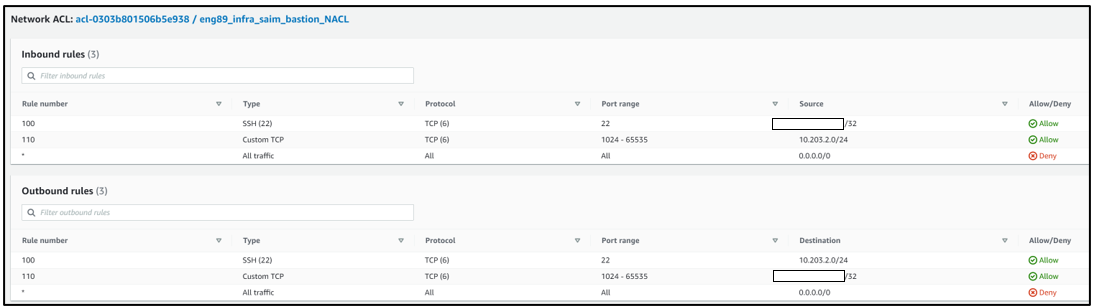 Network ACL: acl-0303b801506b5e938 / eng89_infra_saim_bastion_NACL
Inbound rules (3)
Filter inbound rules
Rule number Type Protocol Port range Source Allow/Deny
100 SSH (22) TCP (6) 22 /32 Allow
110 Custom TCP TCP (6) 1024 - 65535 10.203.2.0/24 Allow
* All traffic All All 0.0.0.0/0 Deny
Outbound rules (3)
Filter outbound rules
Rule number Type Protocol Port range Destination Allow/Deny
100 SSH (22) TCP (6) 22 10.203.2.0/24 Allow
110 Custom TCP TCP (6) 1024 - 65535 /32 Allow
* All traffic All All 0.0.0.0/0 Deny